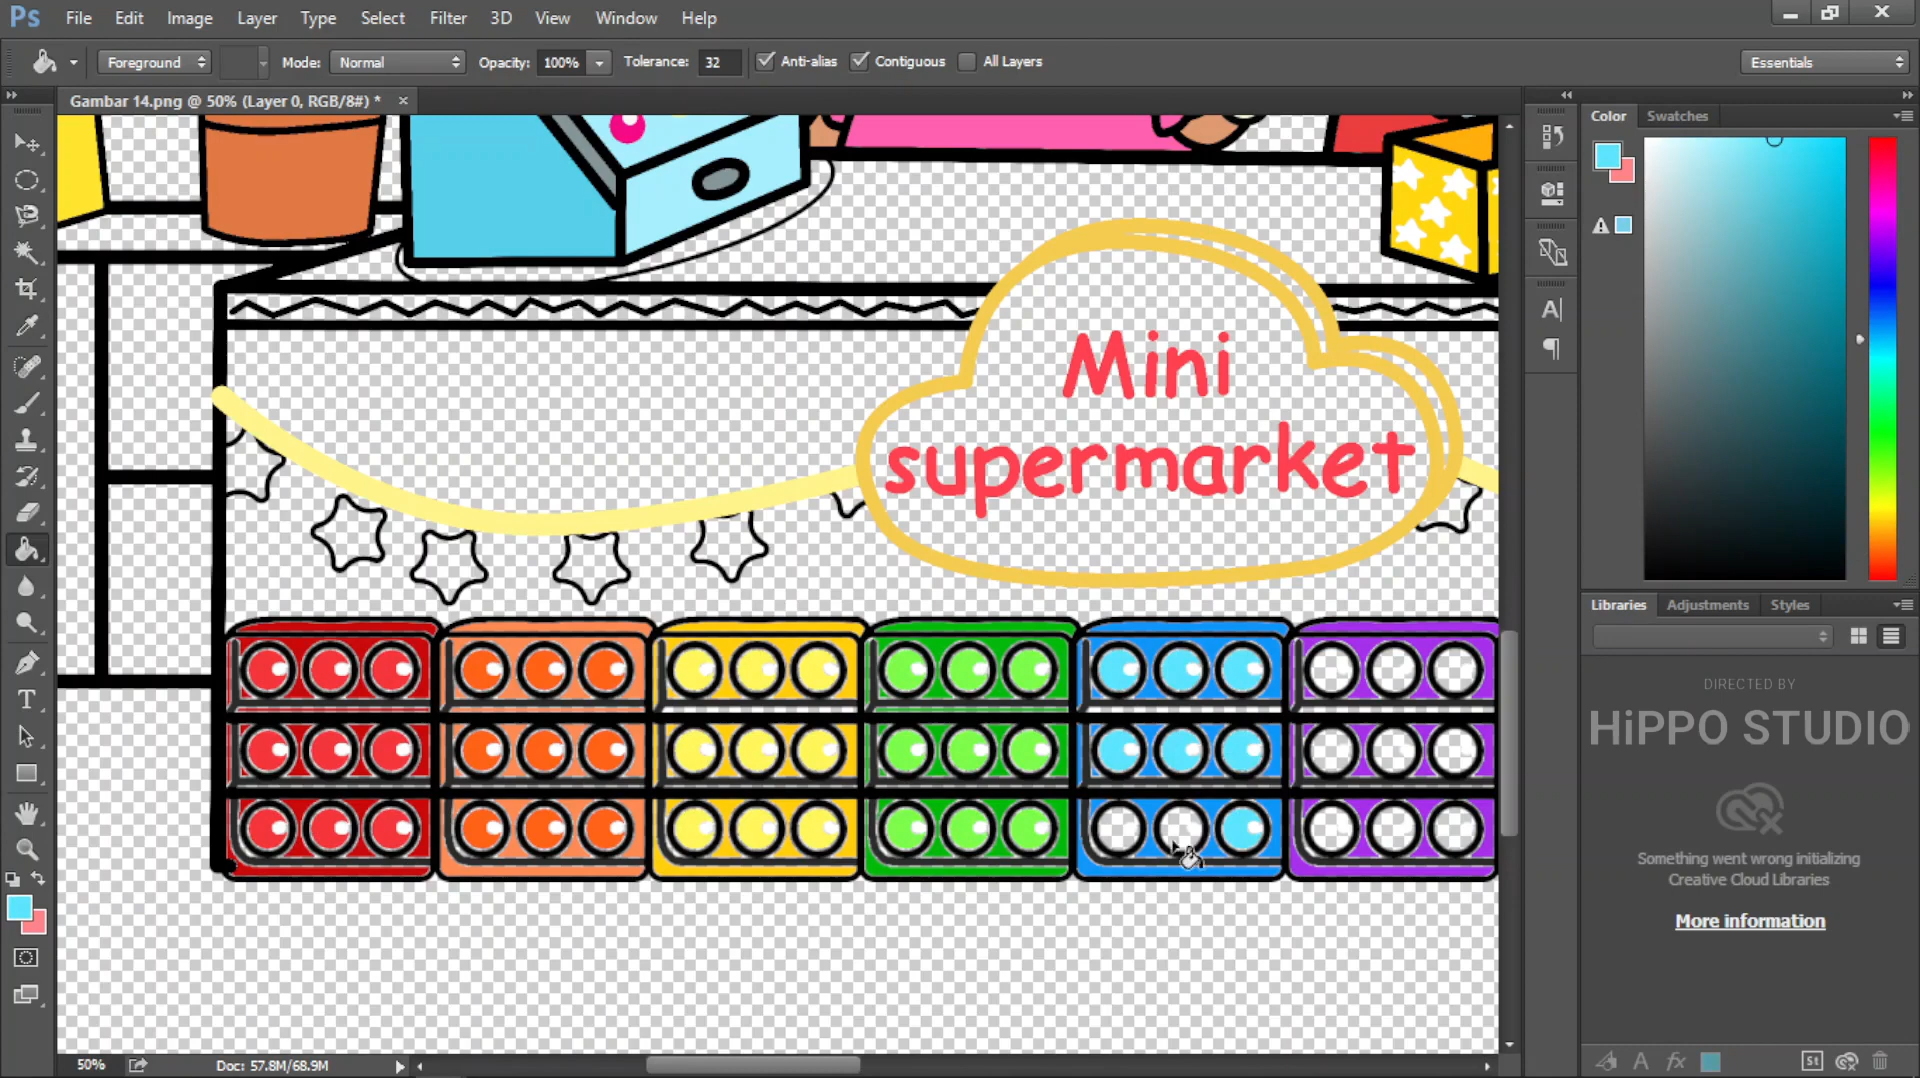 Ps File Edit Image Layer Type Select Filter 3D View Window Help
Foreground Mode: Normal Opacity: 100% Tolerance: 32 Anti-alias Contiguous All Layers Essentials
Gambar 14.png @ 50% (Layer 0, RGB/8#) *
Color Swatches
Mini
supermarket
Libraries Adjustments Styles
DIRECTED BY
HiPPO STUDIO
Something went wrong initializing
Creative Cloud Libraries
More information
50% Doc: 57.8M/68.9M
St